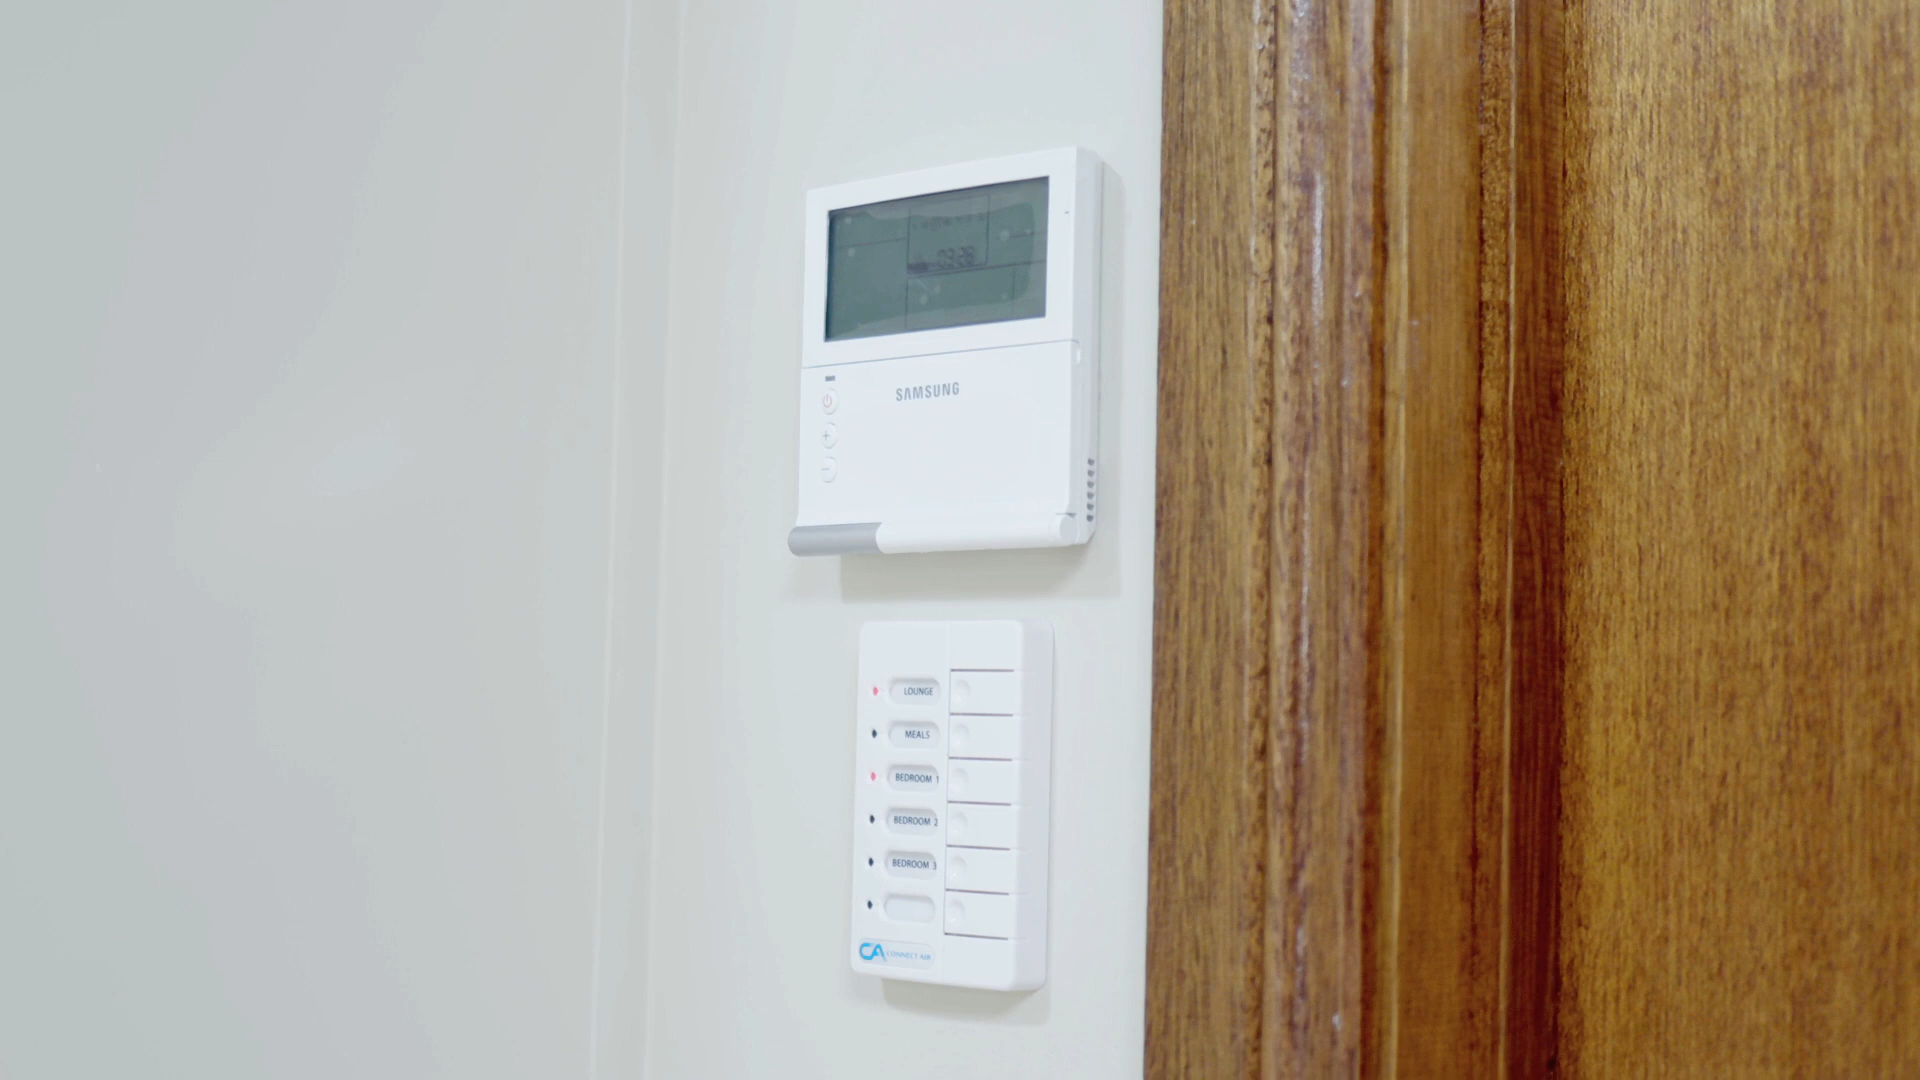 SAMSUNG
LOUNGE
MEALS
BEDROOM 1
BEDROOM 2
BEDROOM 3
CA CONNECT AIR